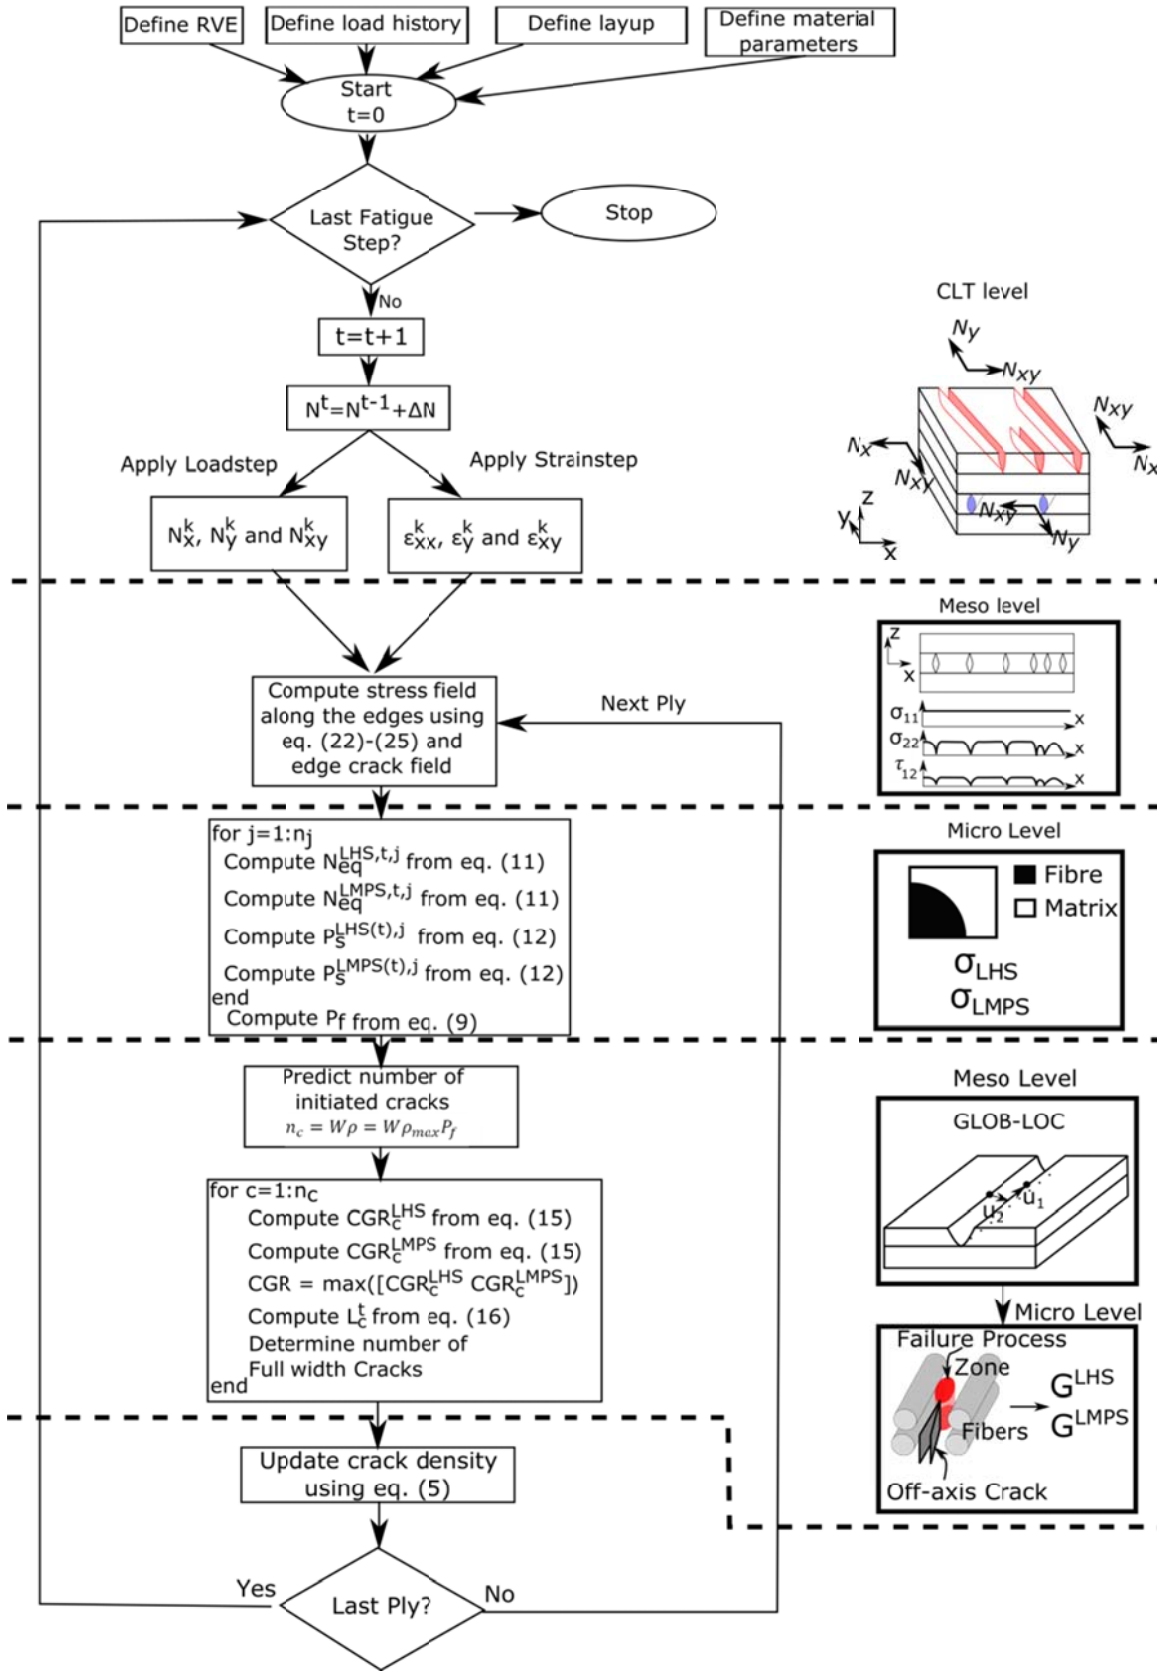 Define RVE
Define load history
Define layup
Define material
parameters
Start
t=0
Last Fatigue
Step?
Stop
No
t=t+1
N^t=N^t-1+ΔN
Apply Loadstep
Apply Strainstep
N_x^k, N_y^k and N_xy^k
ε_xx^k, ε_y^k and ε_xy^k
CLT level
N_y
N_xy
N_xy
N_x
N_x
N_xy
N_xy
N_y
z
y
x
Compute stress field
along the edges using
eq. (22)-(25) and
edge crack field
Next Ply
Meso level
z
x
σ_11
x
σ_22
x
τ_12
x
for j=1:n_j
Compute N_eq^LHS,t,j from eq. (11)
Compute N_eq^LMPS,t,j from eq. (11)
Compute P_s^LHS(t),j from eq. (12)
Compute P_s^LMPS(t),j from eq. (12)
end
Compute P_f from eq. (9)
Micro Level
Fibre
Matrix
σ_LHS
σ_LMPS
Predict number of
initiated cracks
n_c = Wρ = Wρ_max P_f
for c=1:n_c
Compute CGR_c^LHS from eq. (15)
Compute CGR_c^LMPS from eq. (15)
CGR = max([CGR_c^LHS CGR_c^LMPS])
Compute L_c^t from eq. (16)
Determine number of
Full width Cracks
end
Meso Level
GLOB-LOC
u_1
u_2
Micro Level
Failure Process
Zone
G^LHS
G^LMPS
Fibers
Off-axis Crack
Update crack density
using eq. (5)
Last Ply?
Yes
No